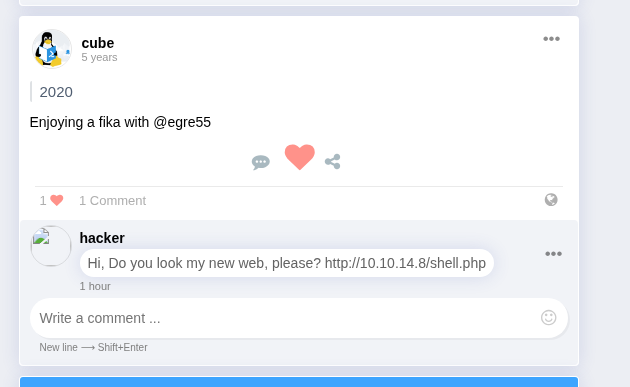 cube
5 years
2020
Enjoying a fika with @egre55
1
1 Comment
hacker
Hi, Do you look my new web, please? http://10.10.14.8/shell.php
1 hour
Write a comment ...
New line ⟶ Shift+Enter